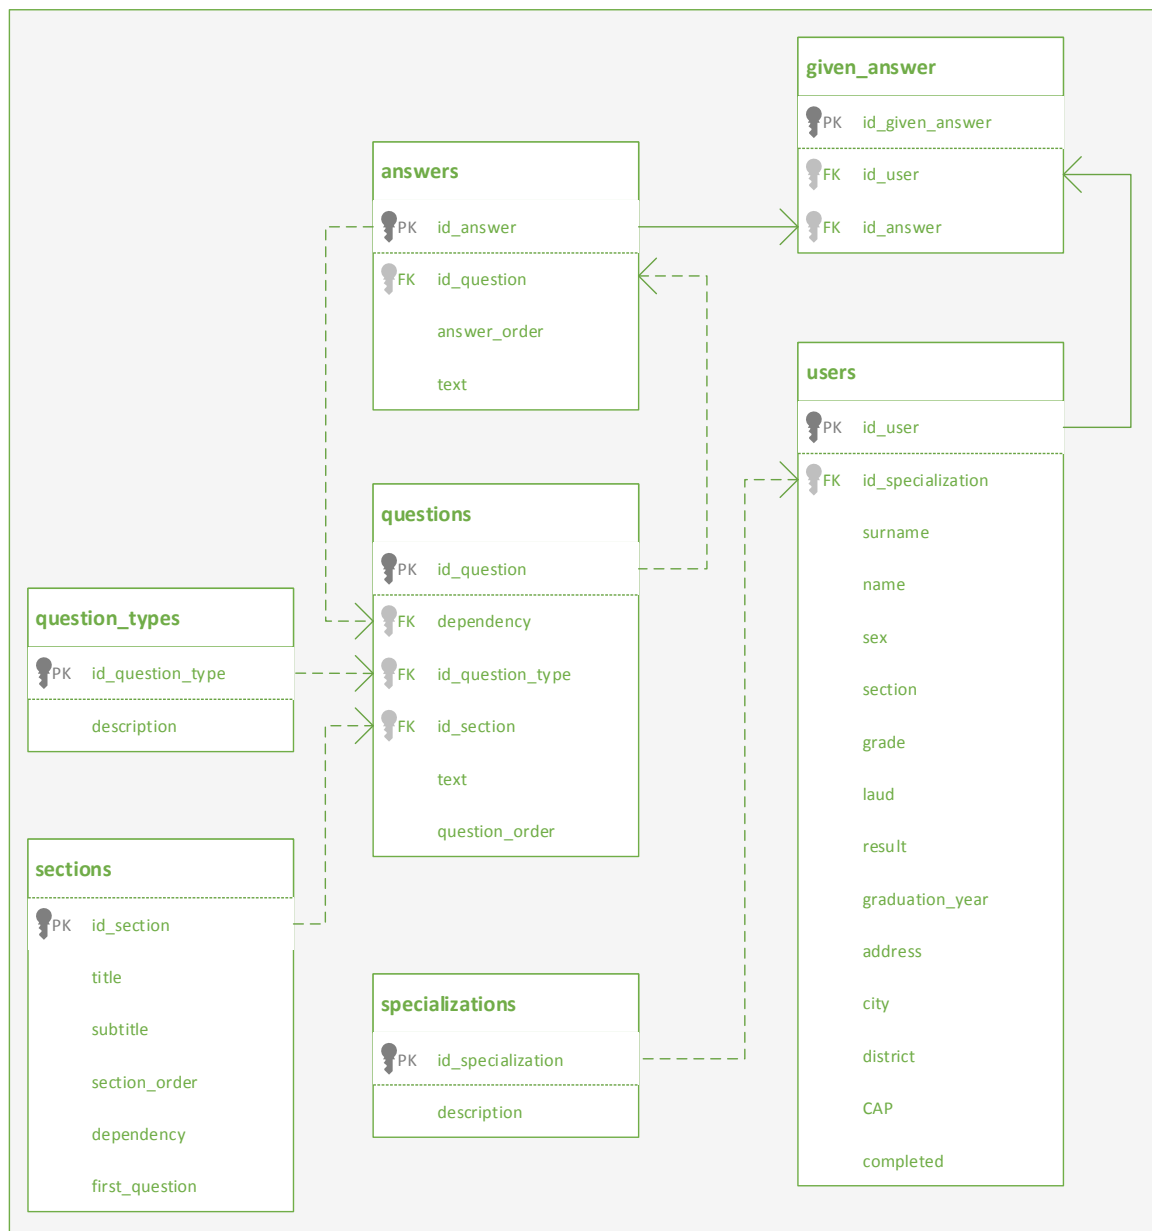 given_answer
PK id_given_answer
FK id_user
FK id_answer
answers
PK id_answer
FK id_question
answer_order
text
users
PK id_user
FK id_specialization
surname
name
sex
section
grade
laud
result
graduation_year
address
city
district
CAP
completed
questions
PK id_question
FK dependency
FK id_question_type
FK id_section
text
question_order
question_types
PK id_question_type
description
sections
PK id_section
title
subtitle
section_order
dependency
first_question
specializations
PK id_specialization
description